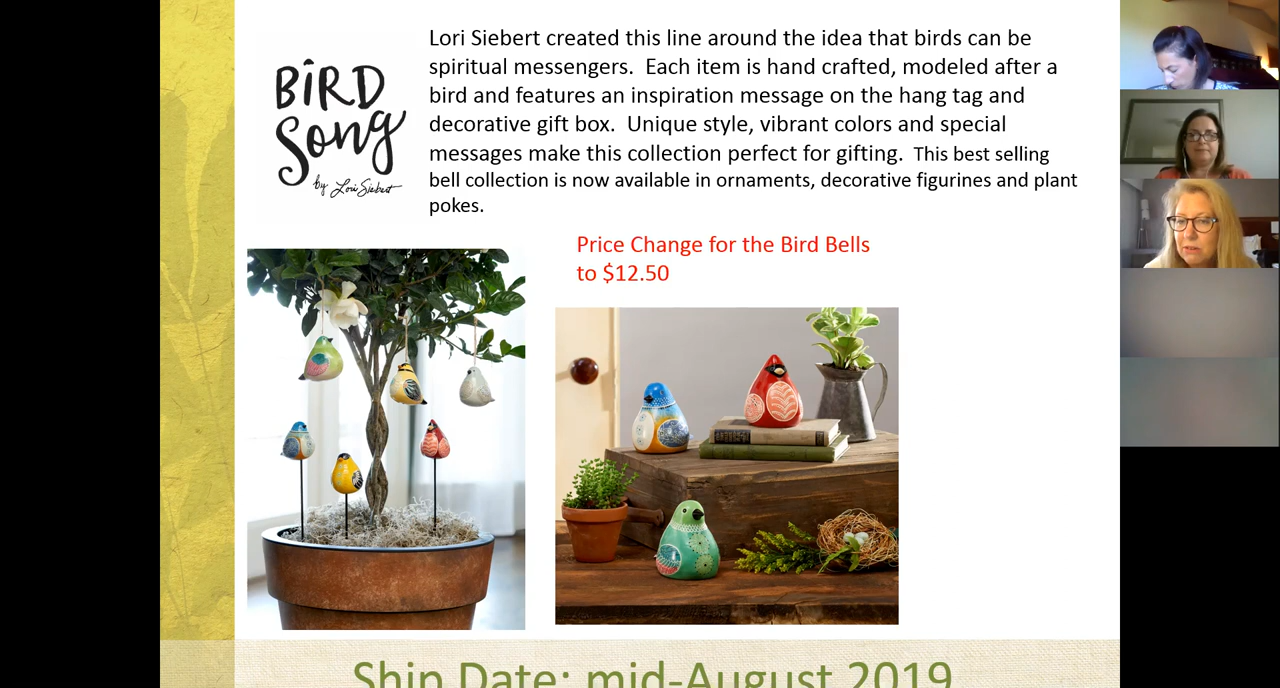 BiRD
Song
by Lori Siebert
Lori Siebert created this line around the idea that birds can be
spiritual messengers.  Each item is hand crafted, modeled after a
bird and features an inspiration message on the hang tag and
decorative gift box.  Unique style, vibrant colors and special
messages make this collection perfect for gifting.  This best selling
bell collection is now available in ornaments, decorative figurines and plant
pokes.
Price Change for the Bird Bells
to $12.50
Ship Date: mid-August 2019